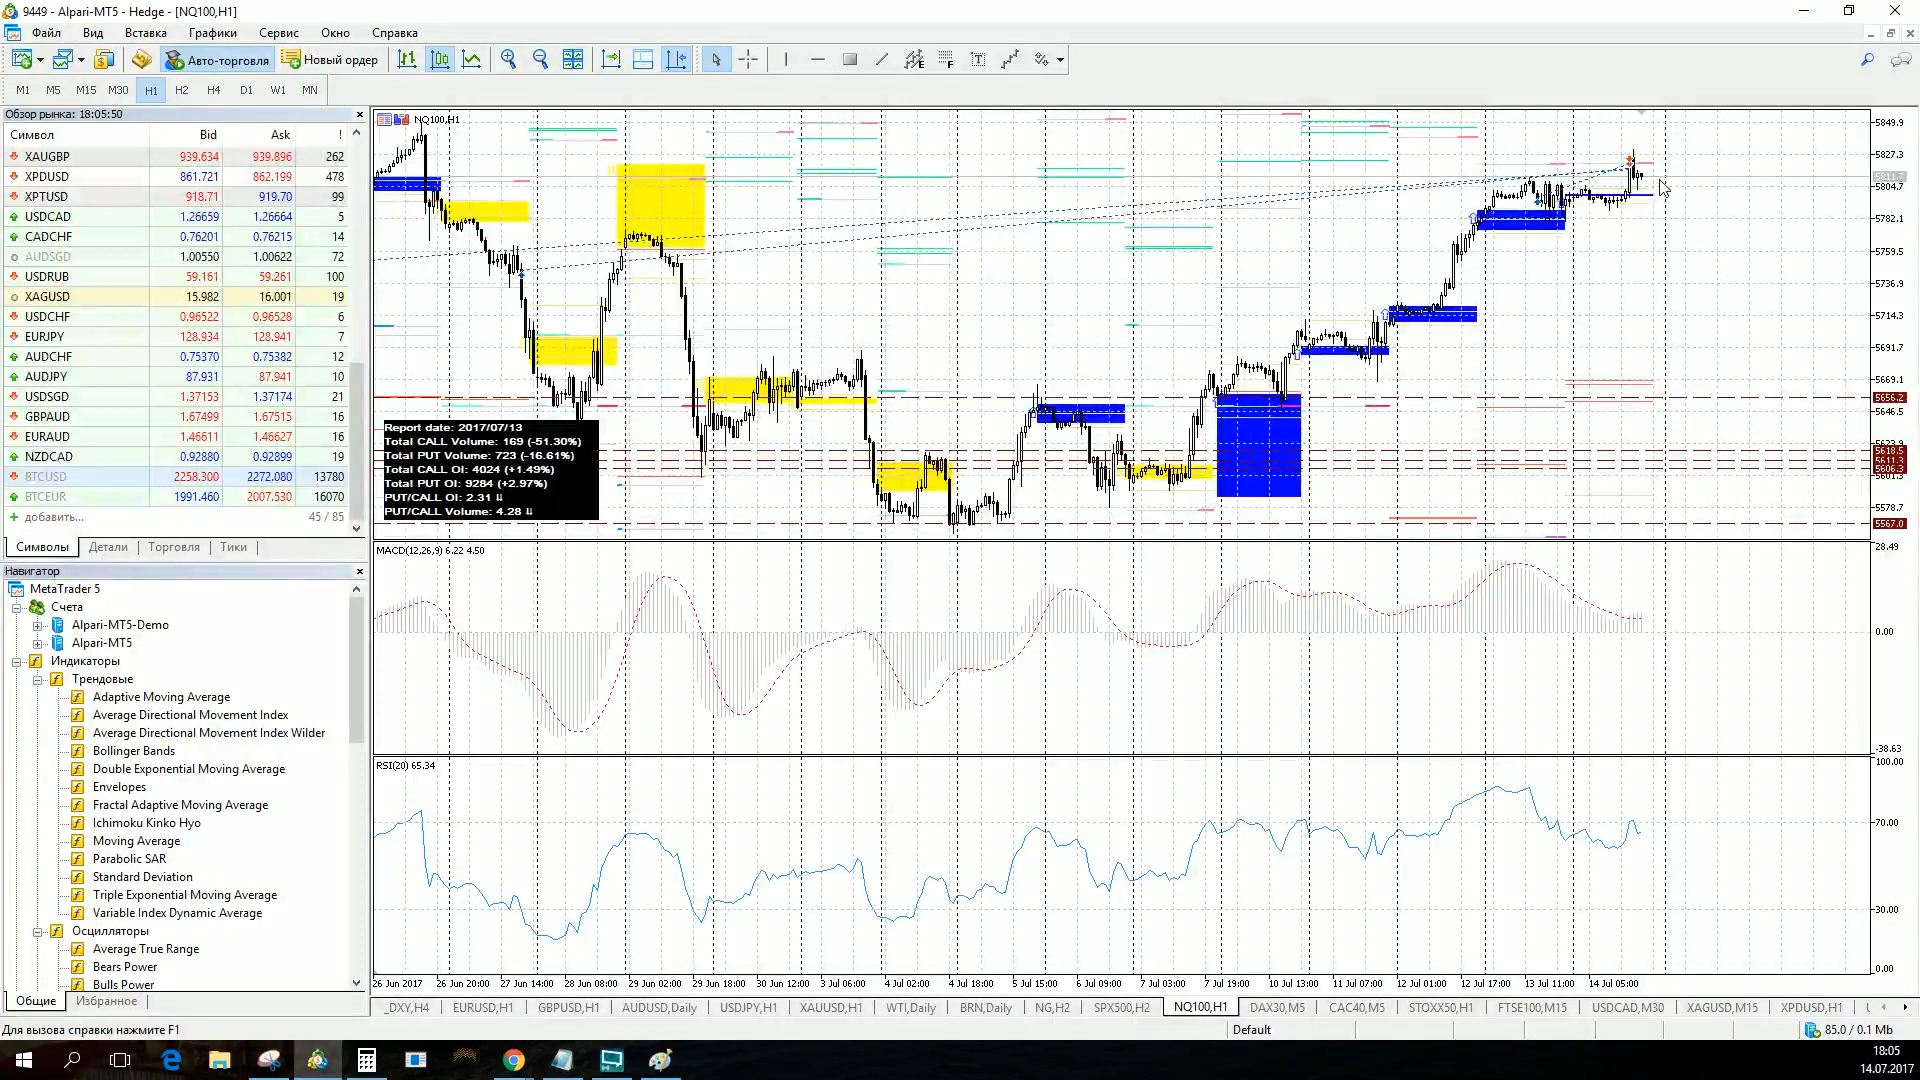 9449 - Alpari-MT5 - Hedge - [NQ100,H1]
Файл Вид Вставка Графики Сервис Окно Справка
Авто-торговля Новый ордер
M1 M5 M15 M30 H1 H2 H4 D1 W1 MN
Обзор рынка: 18:05:50
Символ Bid Ask !
XAUGBP 939.634 939.896 262
XPDUSD 861.721 862.199 478
XPTUSD 918.71 919.70 99
USDCAD 1.26659 1.26664 5
CADCHF 0.76201 0.76215 14
AUDSGD 1.00550 1.00622 72
USDRUB 59.161 59.261 100
XAGUSD 15.982 16.001 19
USDCHF 0.96522 0.96528 6
EURJPY 128.934 128.941 7
AUDCHF 0.75370 0.75382 12
AUDJPY 87.931 87.941 10
USDSGD 1.37153 1.37174 21
GBPAUD 1.67499 1.67515 16
EURAUD 1.46611 1.46627 16
NZDCAD 0.92880 0.92899 19
BTCUSD 2258.300 2272.080 13780
BTCEUR 1991.460 2007.530 16070
добавить... 45 / 85
Символы Детали Торговля Тики
Навигатор
MetaTrader 5
Счета
Alpari-MT5-Demo
Alpari-MT5
Индикаторы
Трендовые
Adaptive Moving Average
Average Directional Movement Index
Average Directional Movement Index Wilder
Bollinger Bands
Double Exponential Moving Average
Envelopes
Fractal Adaptive Moving Average
Ichimoku Kinko Hyo
Moving Average
Parabolic SAR
Standard Deviation
Triple Exponential Moving Average
Variable Index Dynamic Average
Осцилляторы
Average True Range
Bears Power
Bulls Power
Общие Избранное
NQ100,H1
5849.9
5827.3
5811.7
5804.7
5782.1
5759.5
5736.9
5714.3
5691.7
5669.1
5656.2
5646.5
5623.9
5618.5
5611.3
5606.3
5601.3
5578.7
5567.0
Report date: 2017/07/13
Total CALL Volume: 169 (-51.30%)
Total PUT Volume: 723 (-16.61%)
Total CALL OI: 4024 (+1.49%)
Total PUT OI: 9284 (+2.97%)
PUT/CALL OI: 2.31 ⇊
PUT/CALL Volume: 4.28 ⇊
MACD(12,26,9) 6.22 4.50
28.49
0.00
-38.63
RSI(20) 65.34
100.00
70.00
30.00
0.00
26 Jun 2017 26 Jun 20:00 27 Jun 14:00 28 Jun 08:00 29 Jun 02:00 29 Jun 18:00 30 Jun 12:00 3 Jul 06:00 4 Jul 02:00 4 Jul 18:00 5 Jul 15:00 6 Jul 09:00 7 Jul 03:00 7 Jul 19:00 10 Jul 13:00 11 Jul 07:00 12 Jul 01:00 12 Jul 17:00 13 Jul 11:00 14 Jul 05:00
_DXY,H4 EURUSD,H1 GBPUSD,H1 AUDUSD,Daily USDJPY,H1 XAUUSD,H1 WTI,Daily BRN,Daily NG,H2 SPX500,H2 NQ100,H1 DAX30,M5 CAC40,M5 STOXX50,H1 FTSE100,M15 USDCAD,M30 XAGUSD,M15 XPDUSD,H1
Для вызова справки нажмите F1 Default 85.0 / 0.1 Mb
18:05
14.07.2017